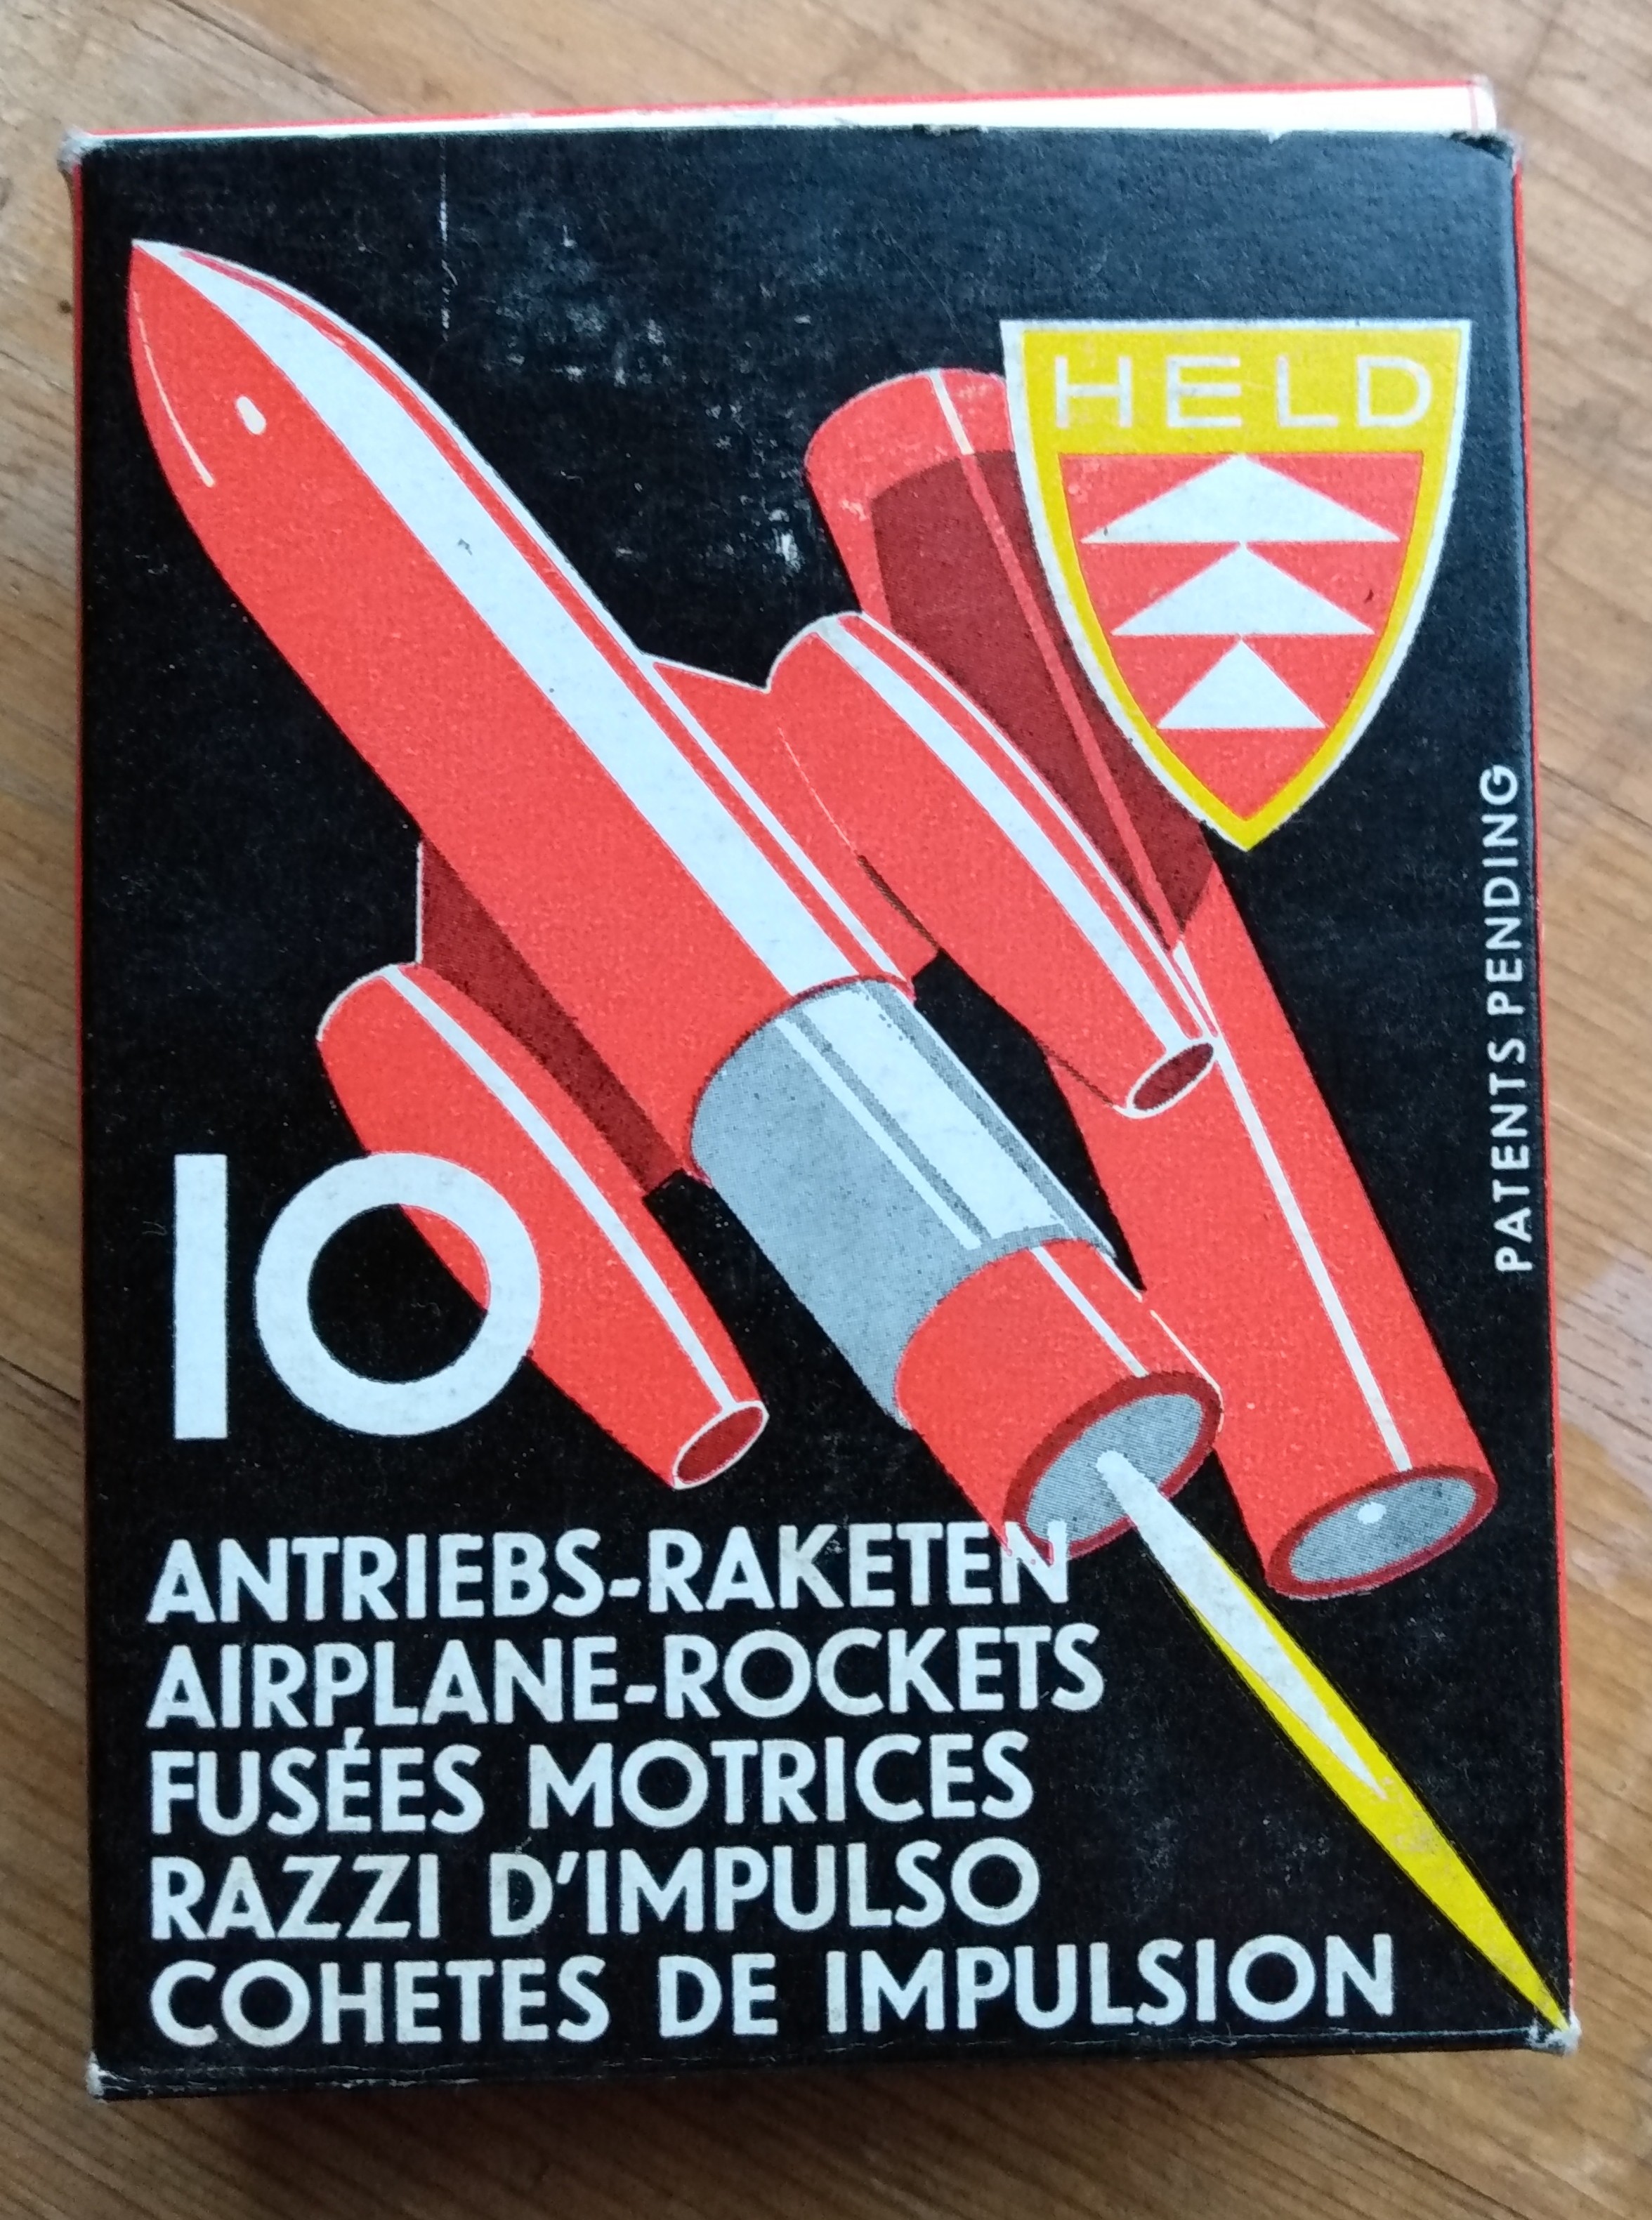 HELD
PATENTS PENDING
10
ANTRIEBS-RAKETEN
AIRPLANE-ROCKETS
FUSÉES MOTRICES
RAZZI D'IMPULSO
COHETES DE IMPULSION